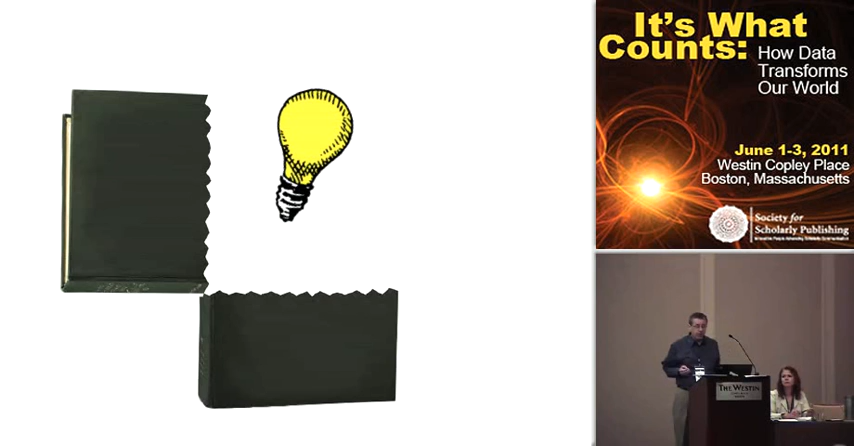 It's What
Counts:
How Data
Transforms
Our World
June 1-3, 2011
Westin Copley Place
Boston, Massachusetts
Society for
Scholarly Publishing
THE WESTIN